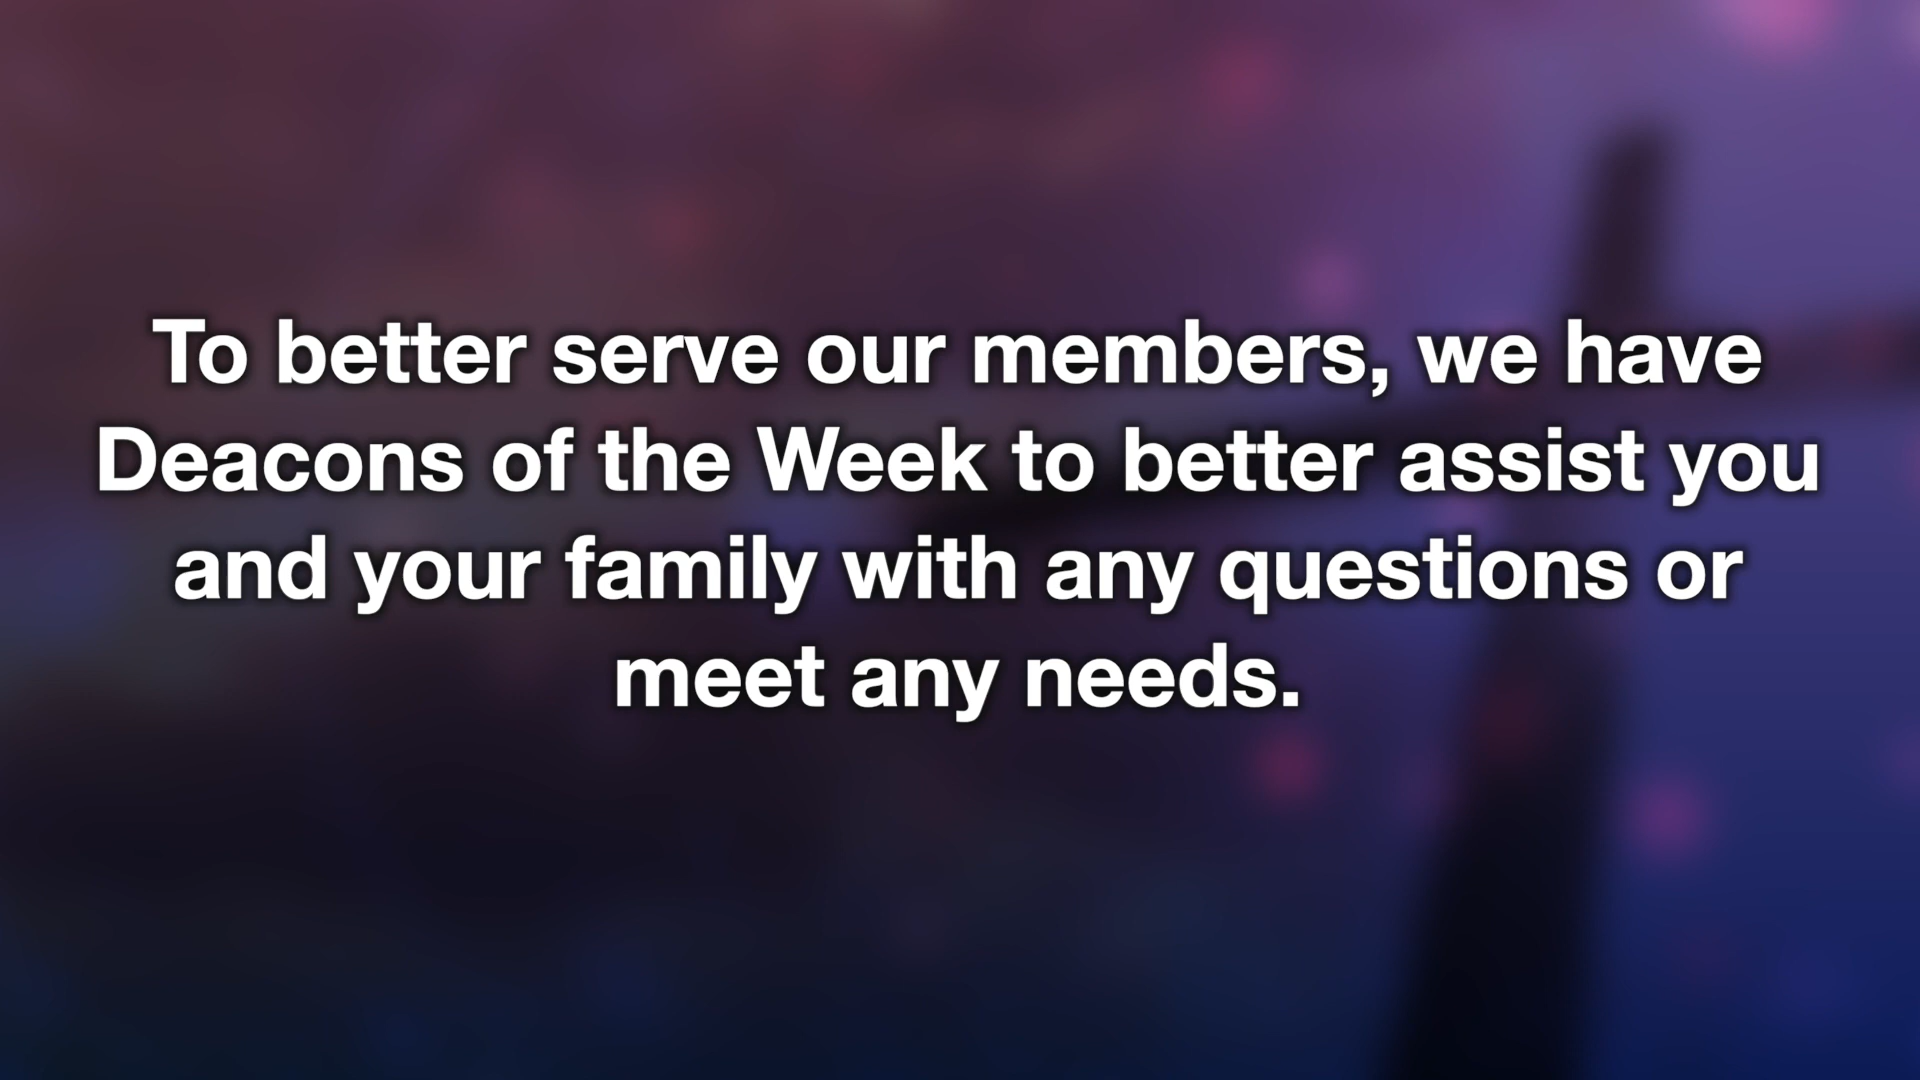 To better serve our members, we have
Deacons of the Week to better assist you
and your family with any questions or
meet any needs.